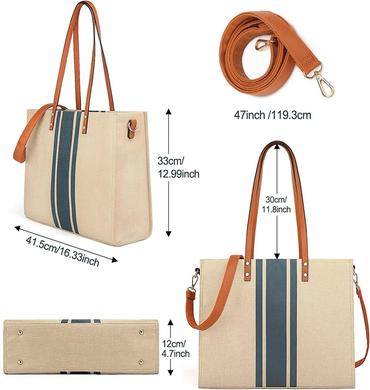 47inch /119.3cm
33cm/
12.99inch
30cm/
11.8inch
41.5cm/16.33inch
12cm/
4.7inch